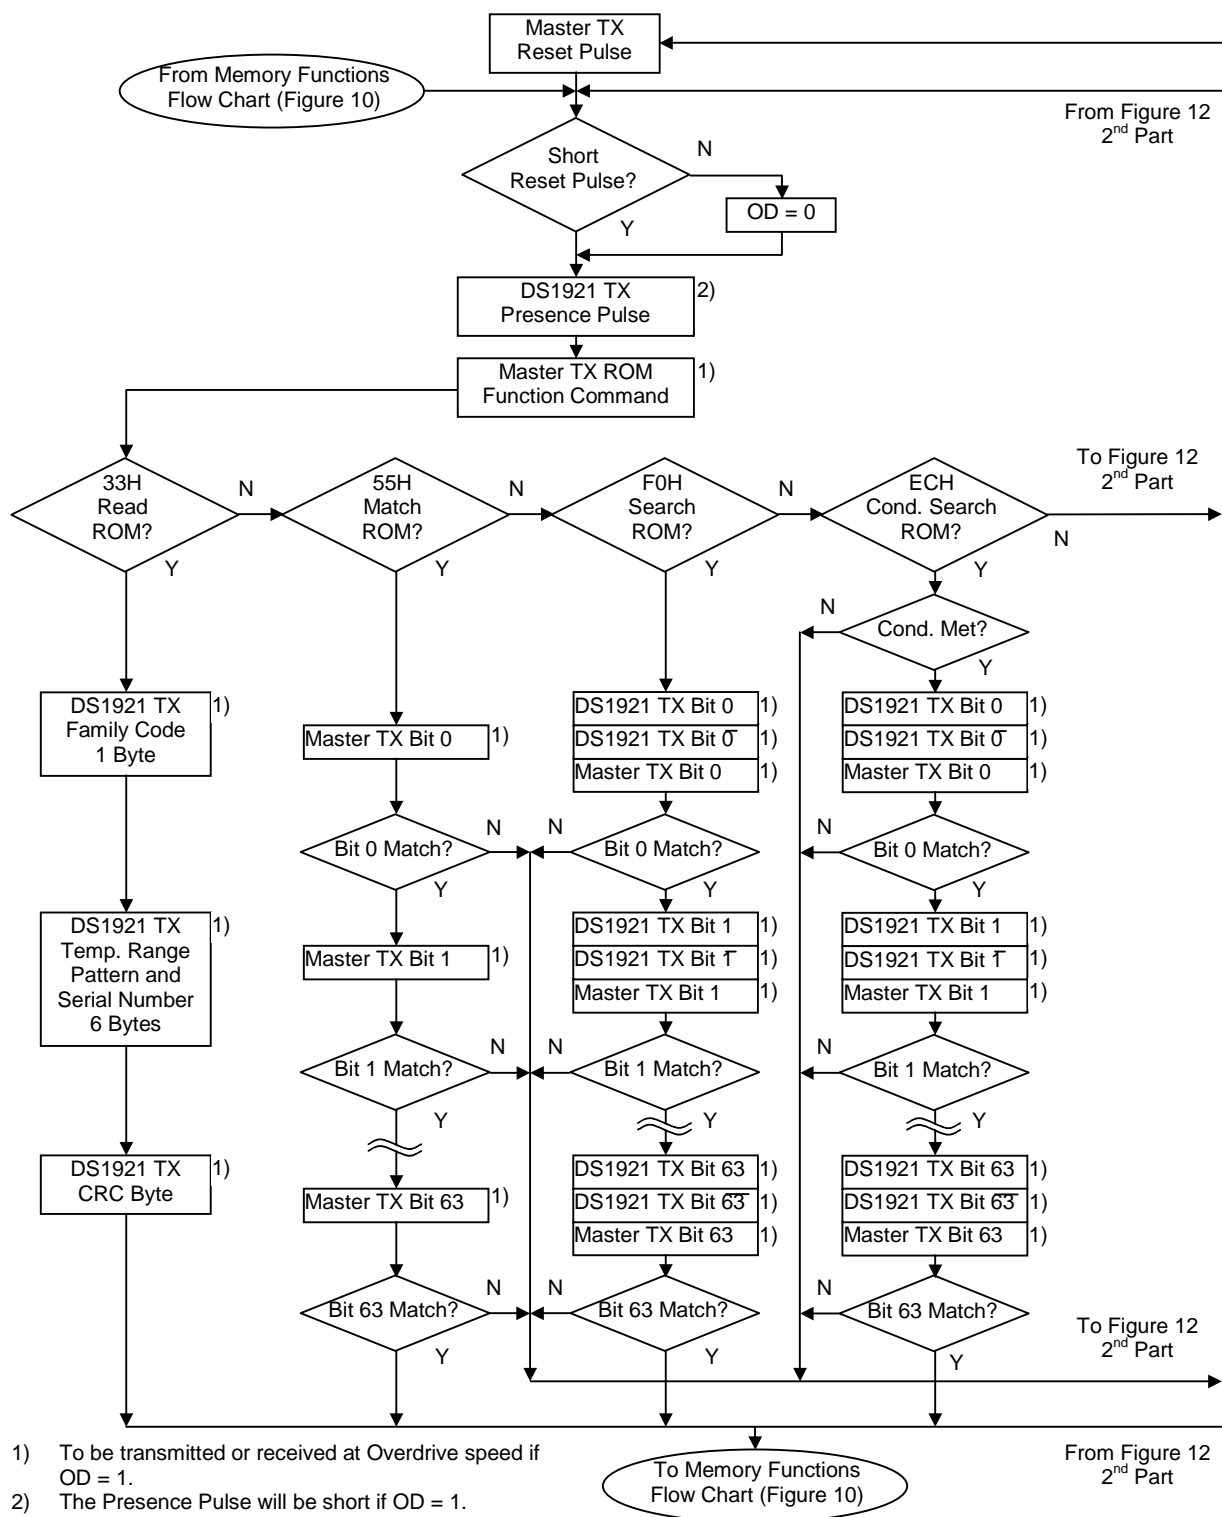 Master TX
Reset Pulse
From Memory Functions
Flow Chart (Figure 10)
From Figure 12
2nd Part
Short
Reset Pulse?
N
OD = 0
Y
DS1921 TX
Presence Pulse
2)
Master TX ROM
Function Command
1)
To Figure 12
2nd Part
33H
Read
ROM?
N
Y
55H
Match
ROM?
N
Y
F0H
Search
ROM?
N
Y
ECH
Cond. Search
ROM?
N
Y
N
Cond. Met?
Y
DS1921 TX
Family Code
1 Byte
1)
DS1921 TX
Temp. Range
Pattern and
Serial Number
6 Bytes
1)
DS1921 TX
CRC Byte
1)
Master TX Bit 0
1)
Bit 0 Match?
N
Y
Master TX Bit 1
1)
Bit 1 Match?
N
Y
Master TX Bit 63
1)
Bit 63 Match?
N
Y
DS1921 TX Bit 0
1)
DS1921 TX Bit 0̅
1)
Master TX Bit 0
1)
N
Bit 0 Match?
Y
DS1921 TX Bit 1
1)
DS1921 TX Bit 1̅
1)
Master TX Bit 1
1)
N
Bit 1 Match?
Y
DS1921 TX Bit 63
1)
DS1921 TX Bit 6̅3̅
1)
Master TX Bit 63
1)
N
Bit 63 Match?
Y
DS1921 TX Bit 0
1)
DS1921 TX Bit 0̅
1)
Master TX Bit 0
1)
N
Bit 0 Match?
Y
DS1921 TX Bit 1
1)
DS1921 TX Bit 1̅
1)
Master TX Bit 1
1)
N
Bit 1 Match?
Y
DS1921 TX Bit 63
1)
DS1921 TX Bit 6̅3̅
1)
Master TX Bit 63
1)
N
Bit 63 Match?
Y
To Figure 12
2nd Part
1) To be transmitted or received at Overdrive speed if
OD = 1.
2) The Presence Pulse will be short if OD = 1.
To Memory Functions
Flow Chart (Figure 10)
From Figure 12
2nd Part